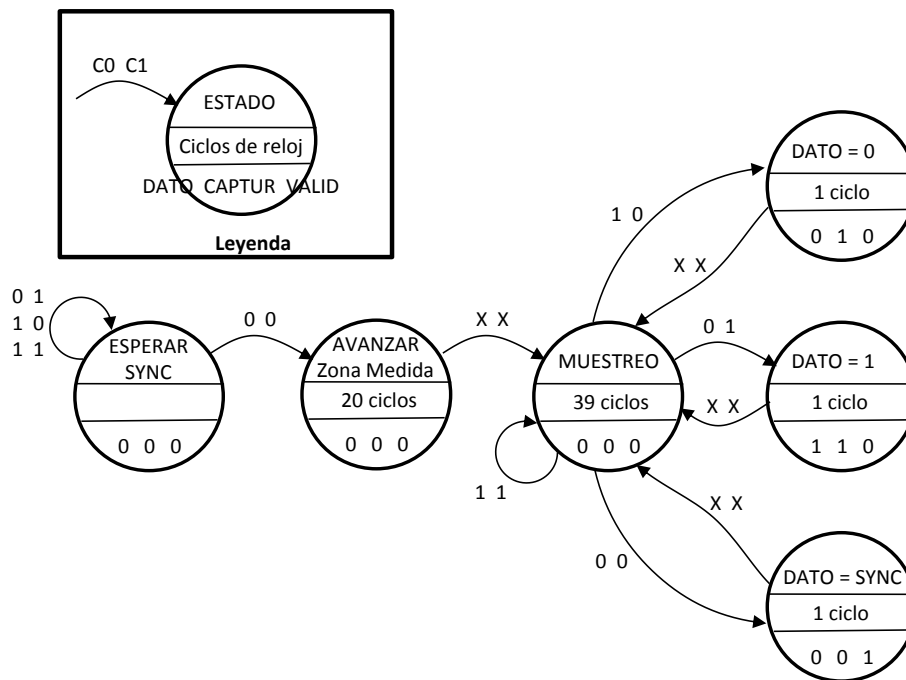 C0 C1
ESTADO
Ciclos de reloj
DATO CAPTUR VALID
Leyenda
0 1
1 0
1 1
ESPERAR
SYNC
0 0 0
0 0
AVANZAR
Zona Medida
20 ciclos
0 0 0
X X
MUESTREO
39 ciclos
0 0 0
1 1
1 0
DATO = 0
1 ciclo
0 1 0
X X
0 1
DATO = 1
1 ciclo
1 1 0
X X
0 0
DATO = SYNC
1 ciclo
0 0 1
X X